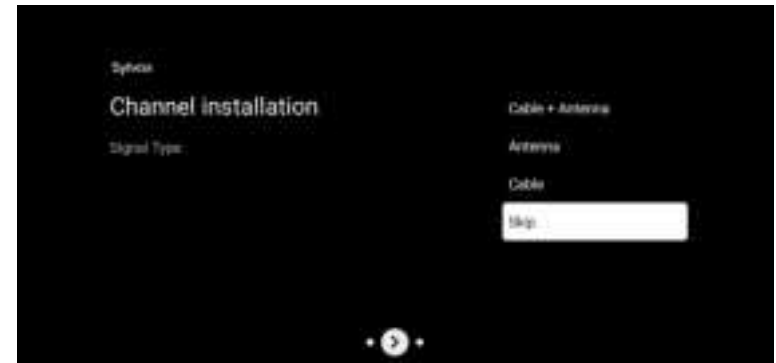 Channel installation
Signal Type:
Cable + Antenna
Antenna
Cable
Skip